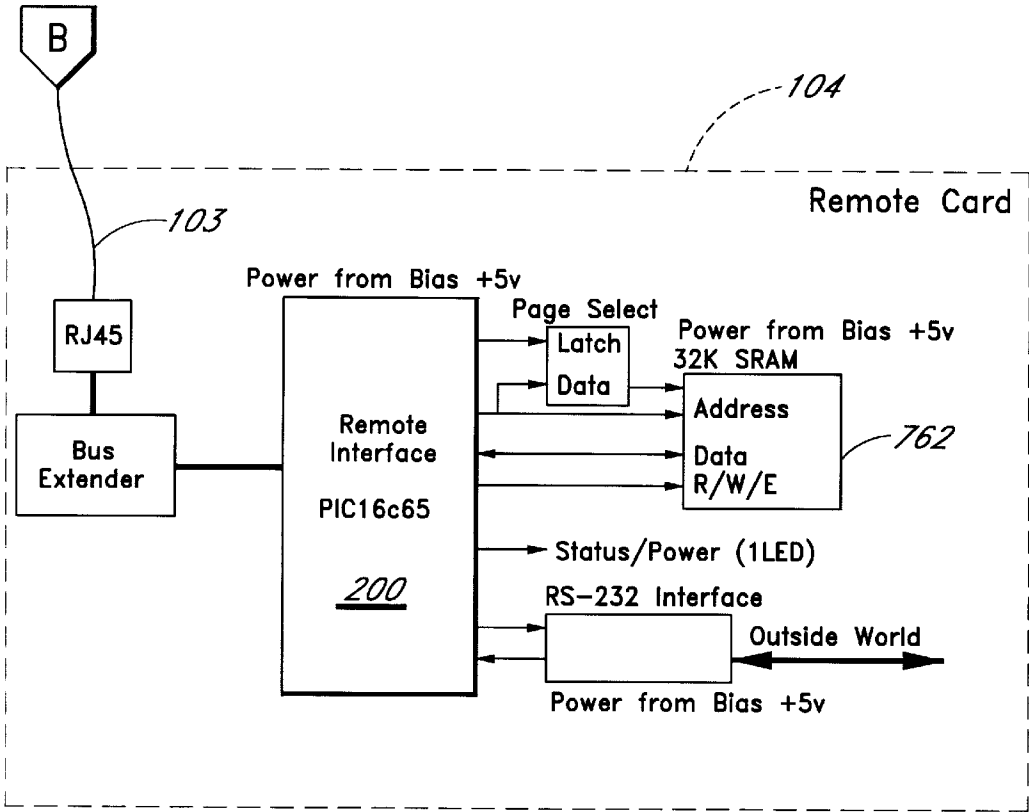 B
104
Remote Card
103
RJ45
Bus
Extender
Power from Bias +5v
Remote
Interface
PIC16c65
200
Page Select
Latch
Data
Power from Bias +5v
32K SRAM
Address
Data
R/W/E
762
Status/Power (1LED)
RS-232 Interface
Outside World
Power from Bias +5v